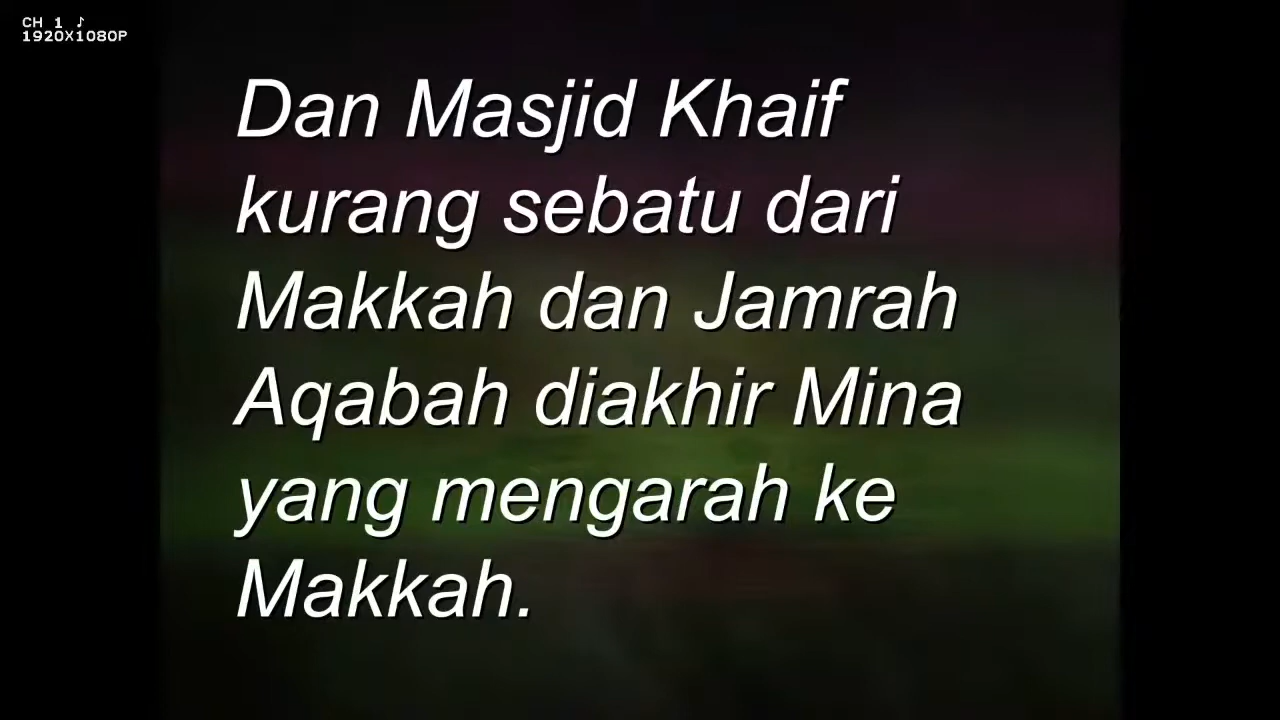 CH 1 ♪
1920X1080P
Dan Masjid Khaif
kurang sebatu dari
Makkah dan Jamrah
Aqabah diakhir Mina
yang mengarah ke
Makkah.